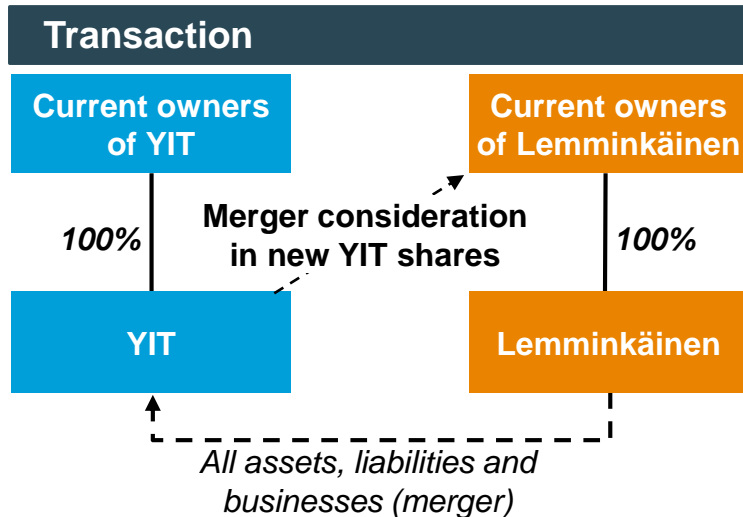 Transaction
Current owners
of YIT
Current owners
of Lemminkäinen
100%
Merger consideration
in new YIT shares
100%
YIT
Lemminkäinen
All assets, liabilities and
businesses (merger)